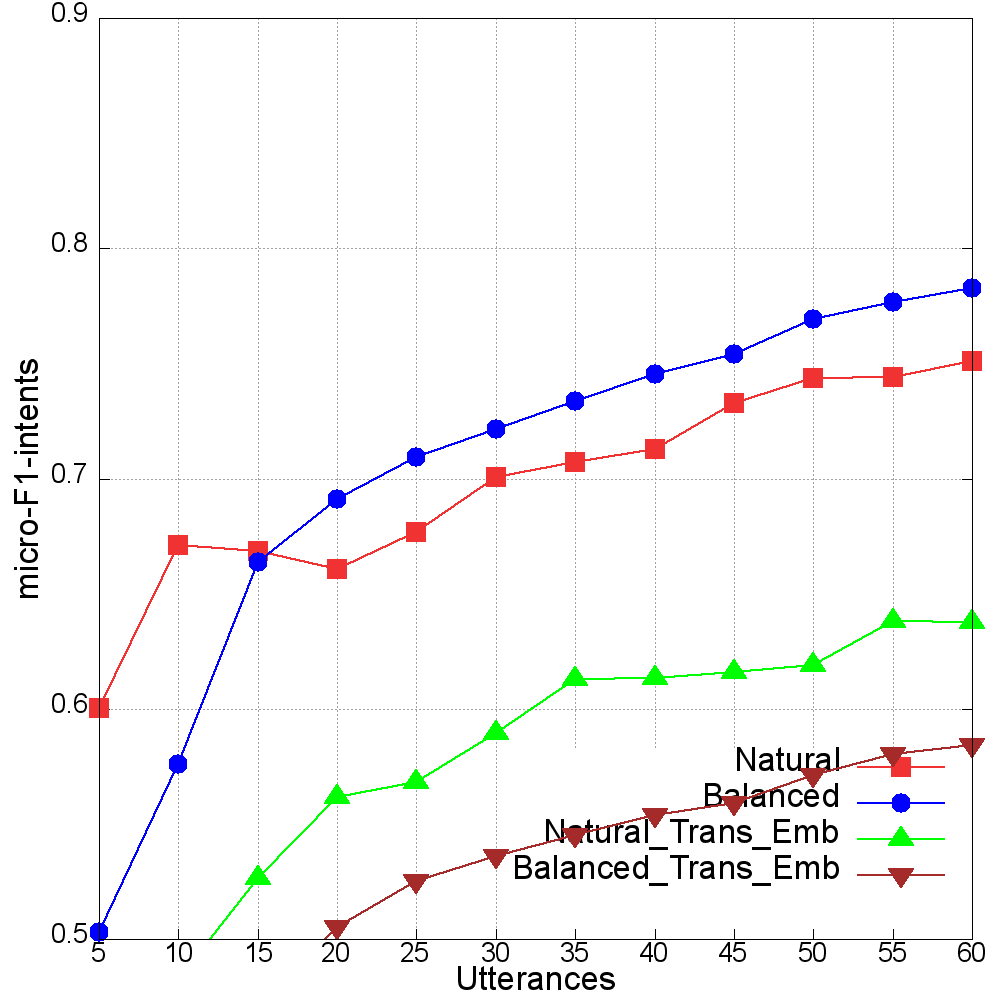 0.9
0.8
0.7
0.6
0.5
micro-F1-intents
Natural
Balanced
Natural_Trans_Emb
Balanced_Trans_Emb
5 10 15 20 25 30 35 40 45 50 55 60
Utterances